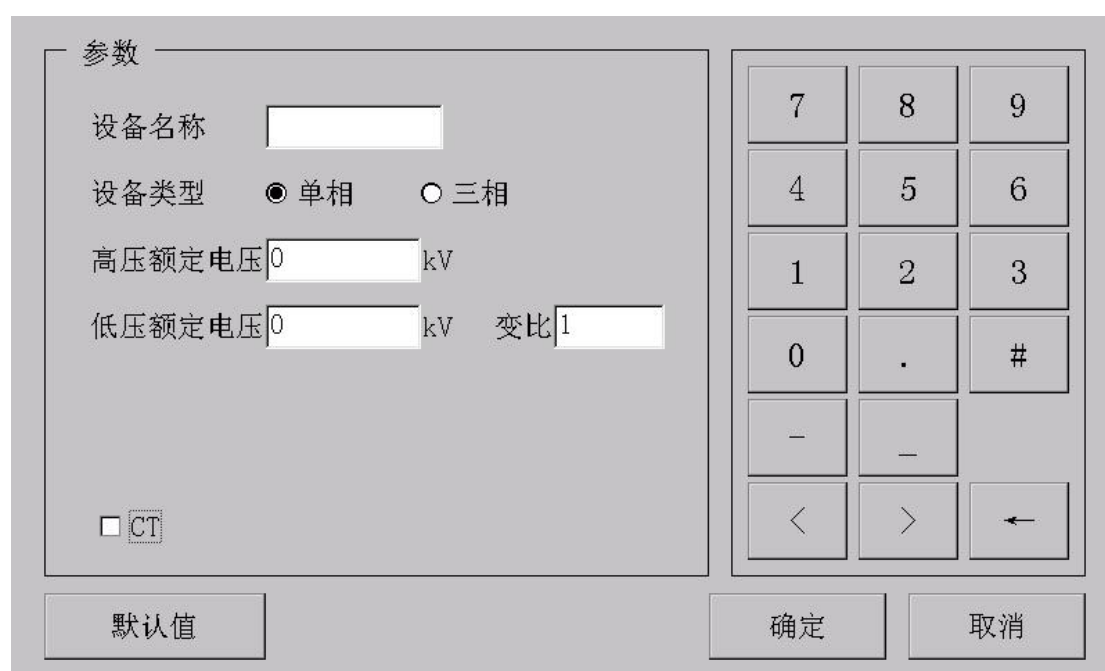 参数
设备名称
设备类型 单相 三相
高压额定电压 0 kV
低压额定电压 0 kV 变比 1
CT
7 8 9
4 5 6
1 2 3
0 . #
- _
< > ←
默认值 确定 取消